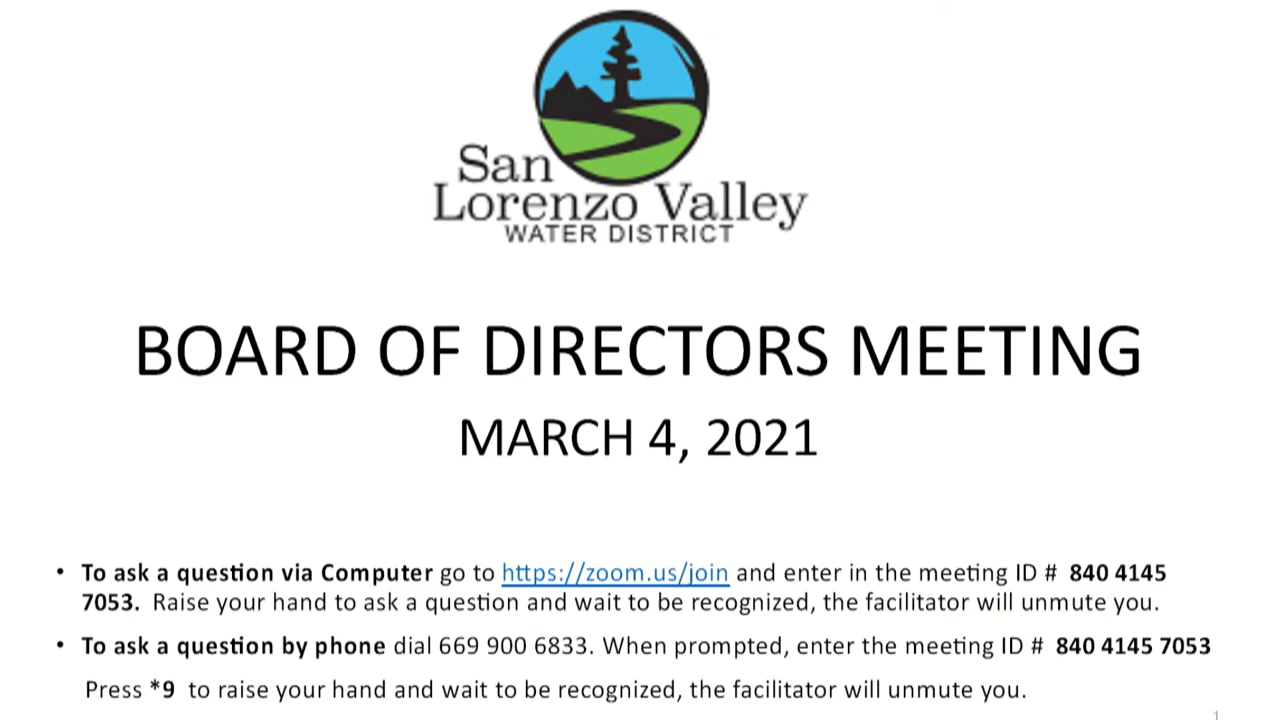 San
Lorenzo Valley
WATER DISTRICT
BOARD OF DIRECTORS MEETING
MARCH 4, 2021
• To ask a question via Computer go to https://zoom.us/join and enter in the meeting ID # 840 4145
7053. Raise your hand to ask a question and wait to be recognized, the facilitator will unmute you.
• To ask a question by phone dial 669 900 6833. When prompted, enter the meeting ID # 840 4145 7053
Press *9 to raise your hand and wait to be recognized, the facilitator will unmute you.
1